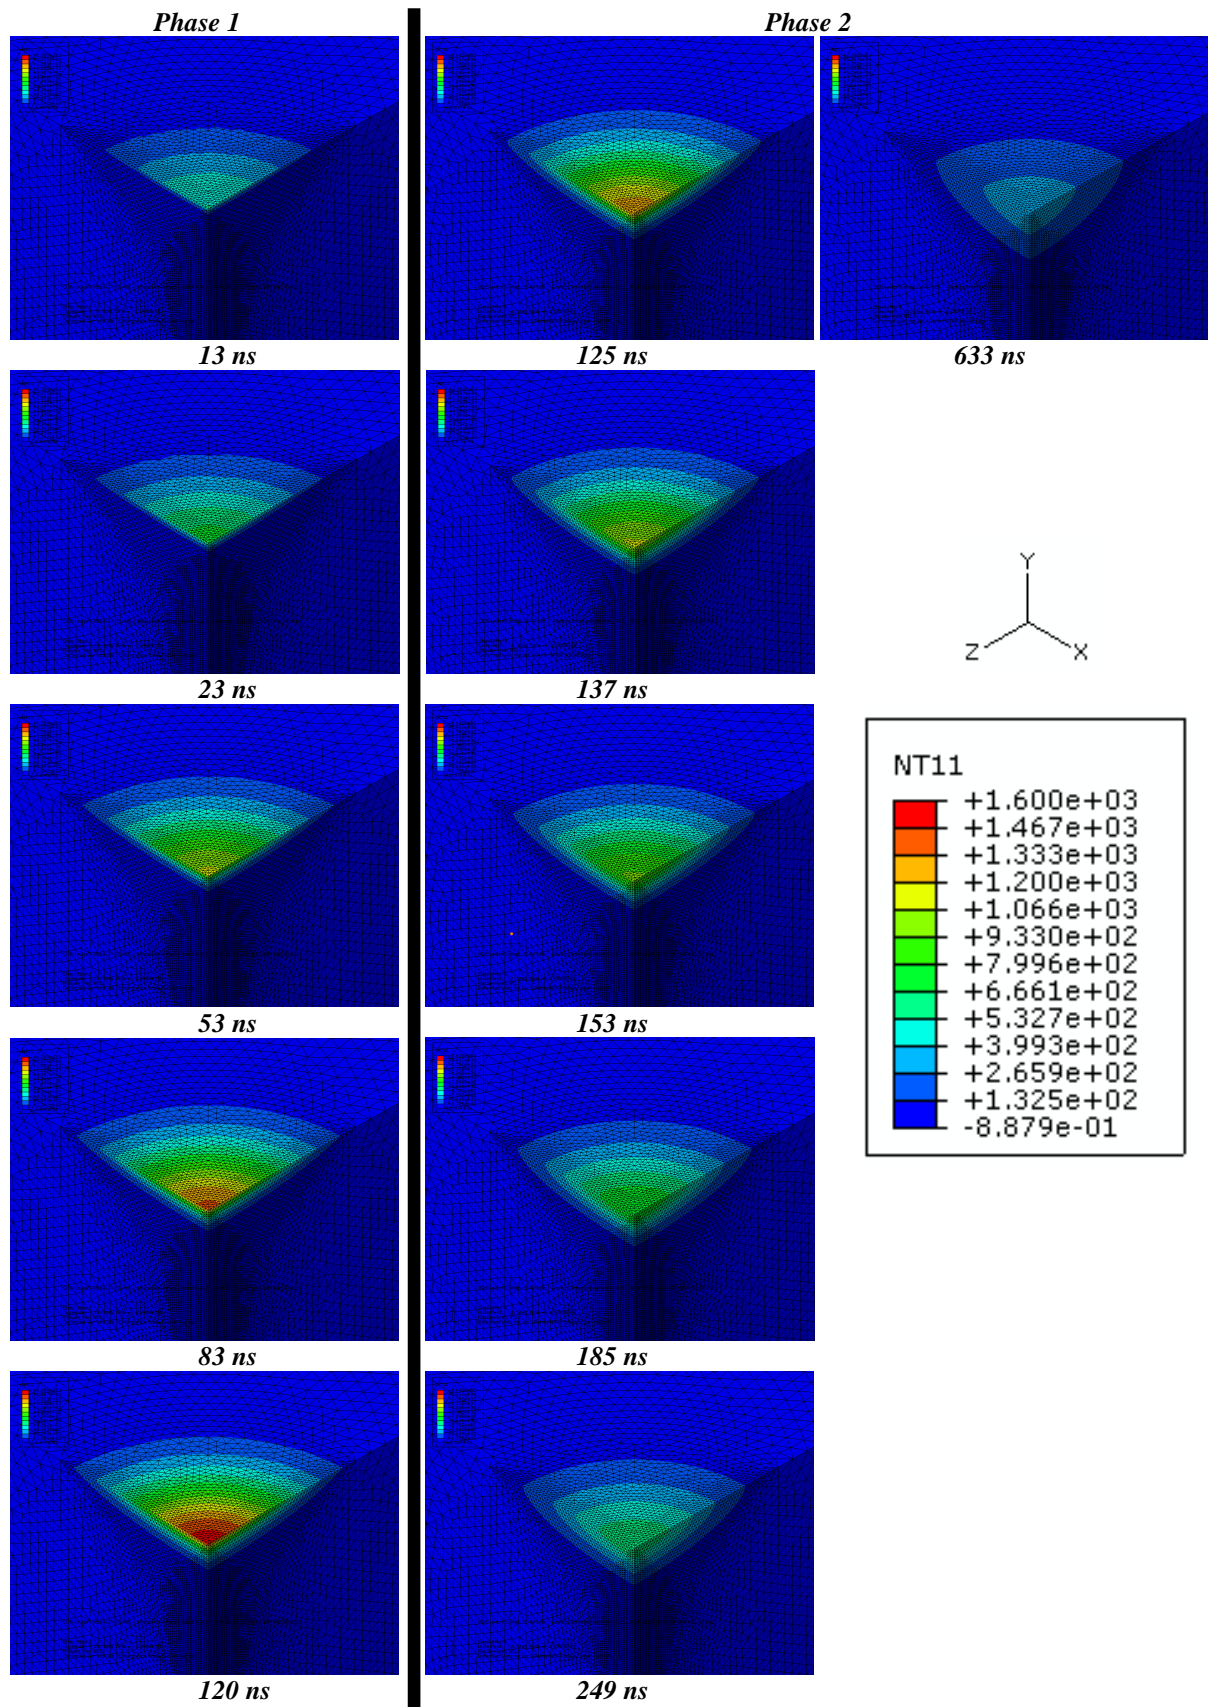 Phase 1
Phase 2
13 ns
125 ns
633 ns
23 ns
137 ns
53 ns
153 ns
83 ns
185 ns
120 ns
249 ns
Y
Z
X
NT11
+1.600e+03
+1.467e+03
+1.333e+03
+1.200e+03
+1.066e+03
+9.330e+02
+7.996e+02
+6.661e+02
+5.327e+02
+3.993e+02
+2.659e+02
+1.325e+02
-8.879e-01